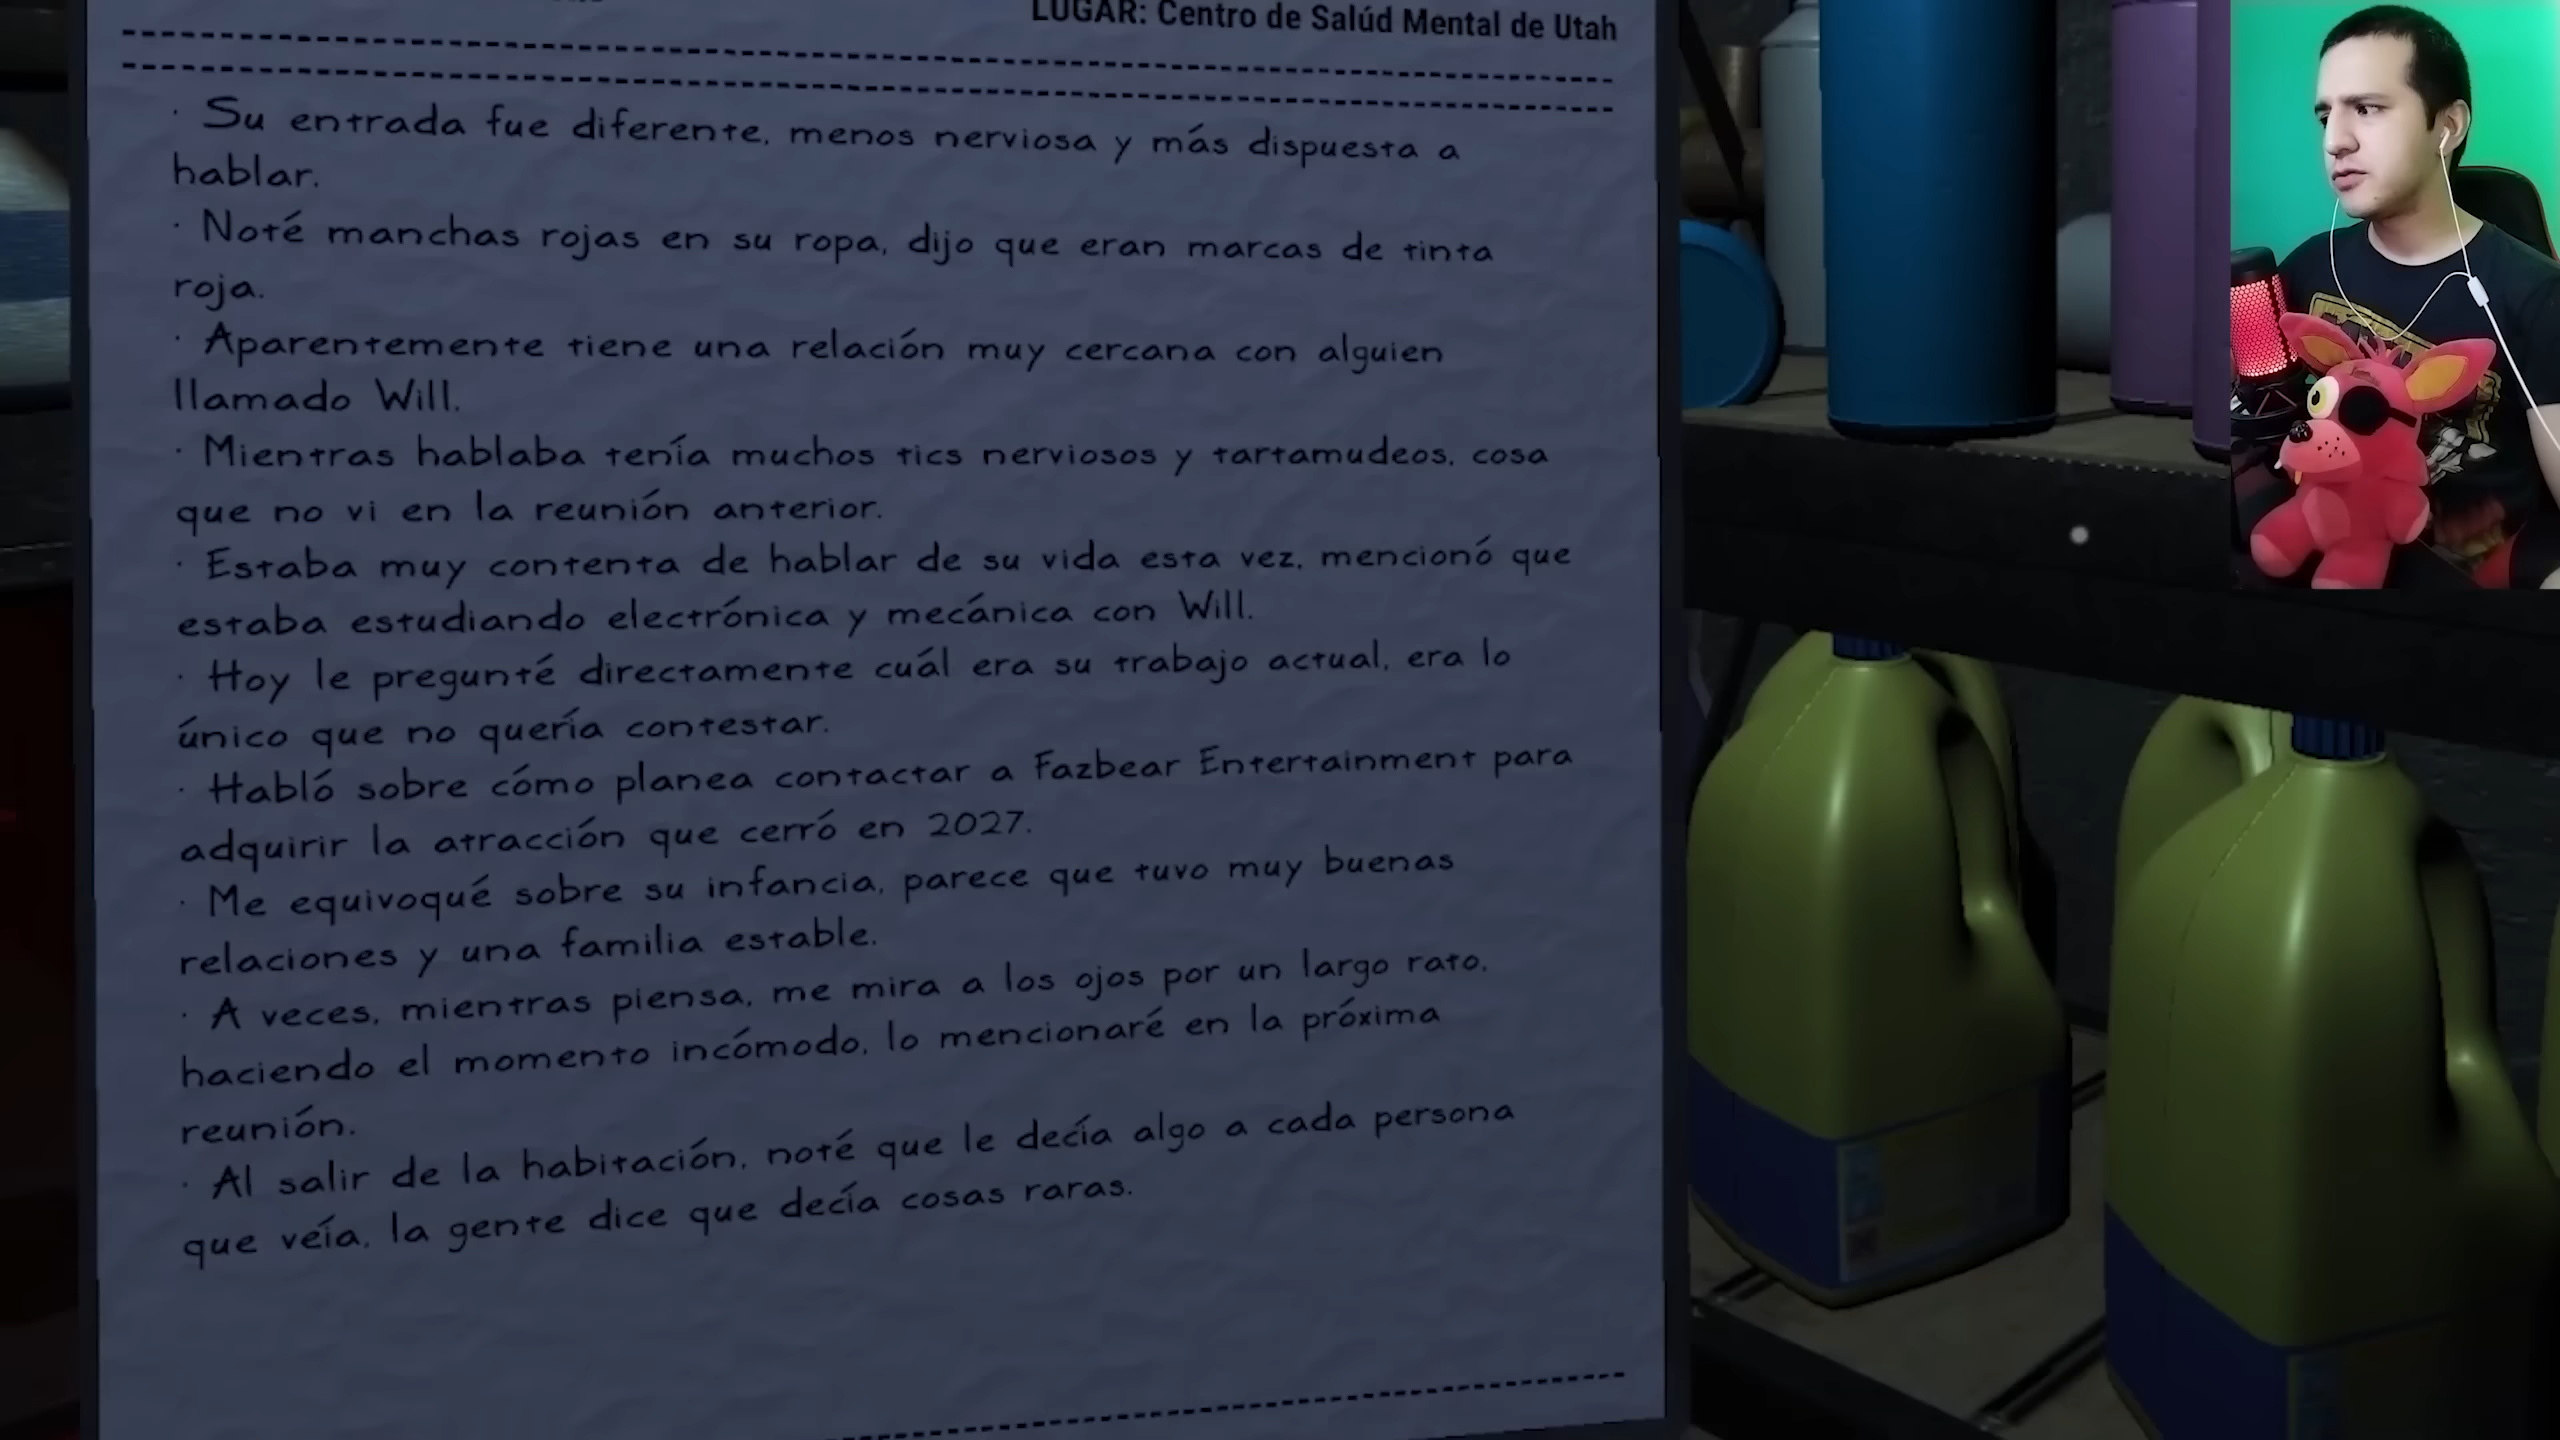 LUGAR: Centro de Salúd Mental de Utah
· Su entrada fue diferente, menos nerviosa y más dispuesta a
hablar.
· Noté manchas rojas en su ropa, dijo que eran marcas de tinta
roja.
· Aparentemente tiene una relación muy cercana con alguien
llamado Will.
· Mientras hablaba tenía muchos tics nerviosos y tartamudeos, cosa
que no vi en la reunión anterior.
· Estaba muy contenta de hablar de su vida esta vez, mencionó que
estaba estudiando electrónica y mecánica con Will.
· Hoy le pregunté directamente cuál era su trabajo actual, era lo
único que no quería contestar.
· Habló sobre cómo planea contactar a Fazbear Entertainment para
adquirir la atracción que cerró en 2027.
· Me equivoqué sobre su infancia, parece que tuvo muy buenas
relaciones y una familia estable.
· A veces, mientras piensa, me mira a los ojos por un largo rato,
haciendo el momento incómodo, lo mencionaré en la próxima
reunión.
· Al salir de la habitación, noté que le decía algo a cada persona
que veía, la gente dice que decía cosas raras.